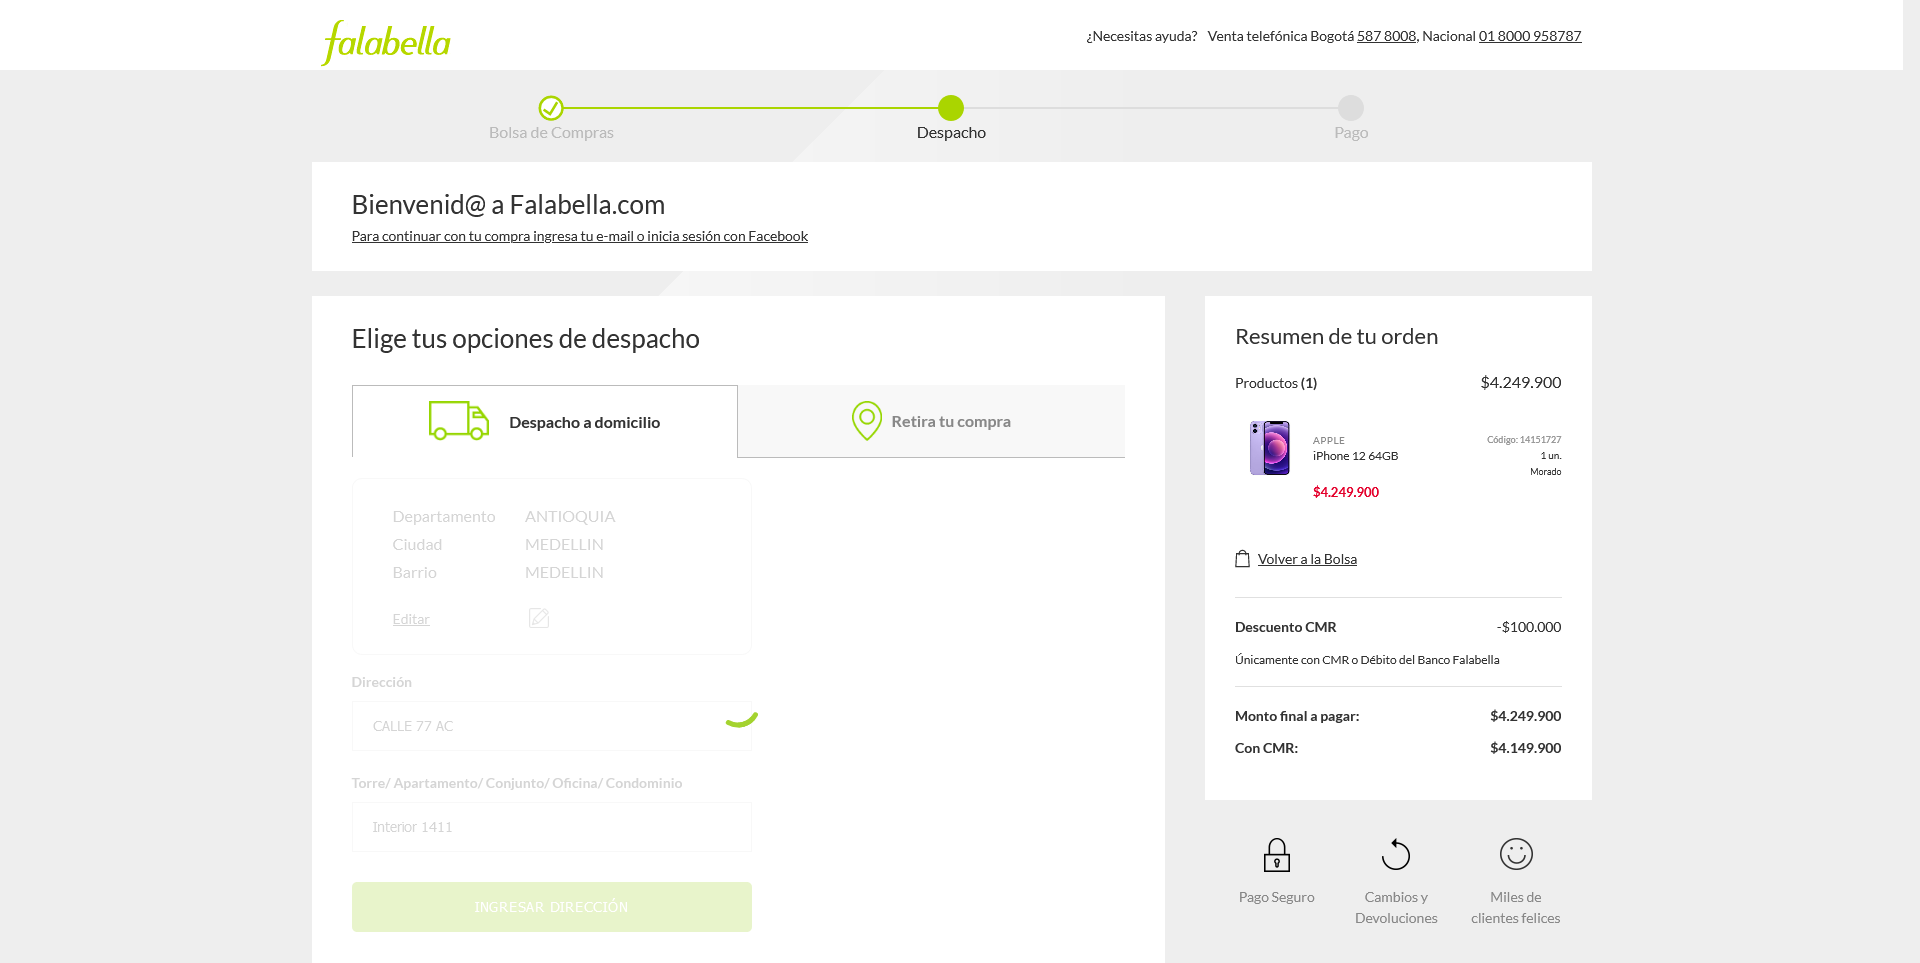 falabella
¿Necesitas ayuda? Venta telefónica Bogotá 587 8008, Nacional 01 8000 958787
Bolsa de Compras
Despacho
Pago
Bienvenid@ a Falabella.com
Para continuar con tu compra ingresa tu e-mail o inicia sesión con Facebook
Elige tus opciones de despacho
Despacho a domicilio
Retira tu compra
Departamento ANTIOQUIA
Ciudad MEDELLIN
Barrio MEDELLIN
Editar
Dirección
CALLE 77 AC
Torre/ Apartamento/ Conjunto/ Oficina/ Condominio
Interior 1411
INGRESAR DIRECCIÓN
Resumen de tu orden
Productos (1) $4.249.900
APPLE
iPhone 12 64GB
$4.249.900
Código: 14151727
1 un.
Morado
Volver a la Bolsa
Descuento CMR -$100.000
Únicamente con CMR o Débito del Banco Falabella
Monto final a pagar: $4.249.900
Con CMR: $4.149.900
Pago Seguro
Cambios y
Devoluciones
Miles de
clientes felices